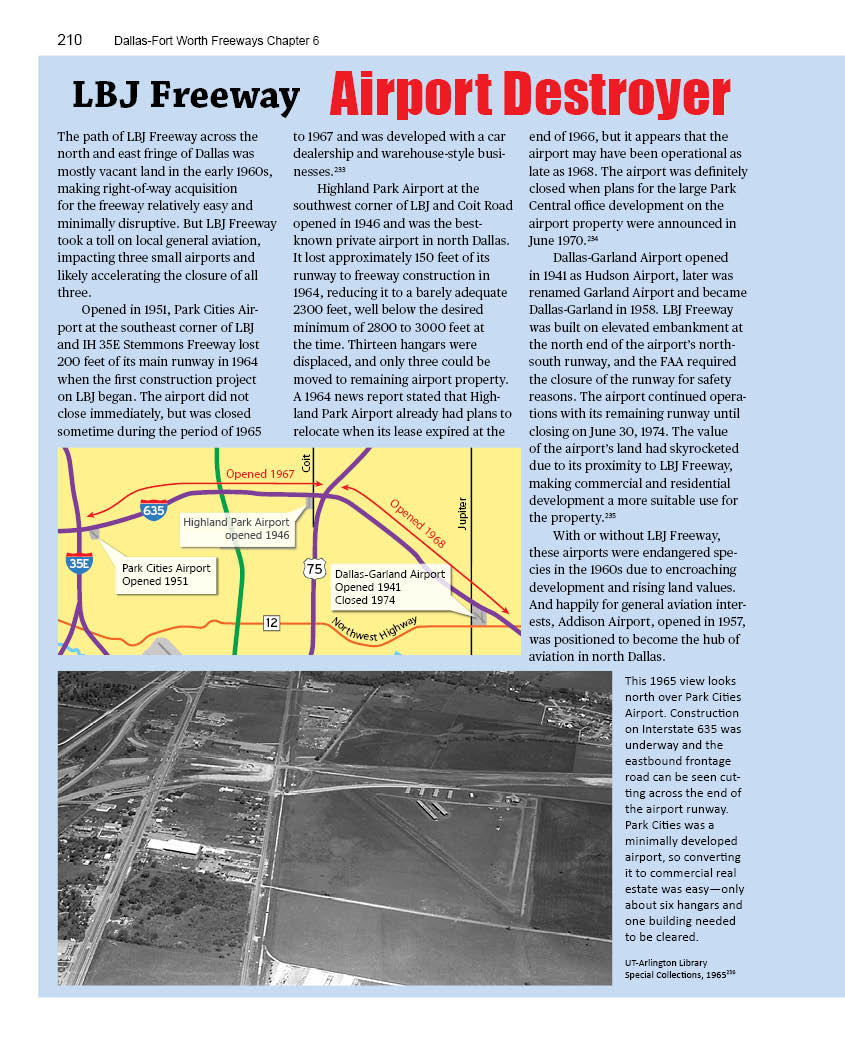 210
Dallas-Fort Worth Freeways Chapter 6
LBJ Freeway Airport Destroyer
The path of LBJ Freeway across the
north and east fringe of Dallas was
mostly vacant land in the early 1960s,
making right-of-way acquisition
for the freeway relatively easy and
minimally disruptive. But LBJ Freeway
took a toll on local general aviation,
impacting three small airports and
likely accelerating the closure of all
three.
Opened in 1951, Park Cities Air-
port at the southeast corner of LBJ
and IH 35E Stemmons Freeway lost
200 feet of its main runway in 1964
when the first construction project
on LBJ began. The airport did not
close immediately, but was closed
sometime during the period of 1965
to 1967 and was developed with a car
dealership and warehouse-style busi-
nesses.233
Highland Park Airport at the
southwest corner of LBJ and Coit Road
opened in 1946 and was the best-
known private airport in north Dallas.
It lost approximately 150 feet of its
runway to freeway construction in
1964, reducing it to a barely adequate
2300 feet, well below the desired
minimum of 2800 to 3000 feet at
the time. Thirteen hangars were
displaced, and only three could be
moved to remaining airport property.
A 1964 news report stated that High-
land Park Airport already had plans to
relocate when its lease expired at the
end of 1966, but it appears that the
airport may have been operational as
late as 1968. The airport was definitely
closed when plans for the large Park
Central office development on the
airport property were announced in
June 1970.234
Dallas-Garland Airport opened
in 1941 as Hudson Airport, later was
renamed Garland Airport and became
Dallas-Garland in 1958. LBJ Freeway
was built on elevated embankment at
the north end of the airport's north-
south runway, and the FAA required
the closure of the runway for safety
reasons. The airport continued opera-
tions with its remaining runway until
closing on June 30, 1974. The value
of the airport's land had skyrocketed
due to its proximity to LBJ Freeway,
making commercial and residential
development a more suitable use for
the property.235
With or without LBJ Freeway,
these airports were endangered spe-
cies in the 1960s due to encroaching
development and rising land values.
And happily for general aviation inter-
ests, Addison Airport, opened in 1957,
was positioned to become the hub of
aviation in north Dallas.
Opened 1967
Coit
635
Highland Park Airport
opened 1946
Opened 1968
Jupiter
35E
Park Cities Airport
Opened 1951
75
Dallas-Garland Airport
Opened 1941
Closed 1974
12
Northwest Highway
This 1965 view looks
north over Park Cities
Airport. Construction
on Interstate 635 was
underway and the
eastbound frontage
road can be seen cut-
ting across the end of
the airport runway.
Park Cities was a
minimally developed
airport, so converting
it to commercial real
estate was easy—only
about six hangars and
one building needed
to be cleared.
UT-Arlington Library
Special Collections, 1965236